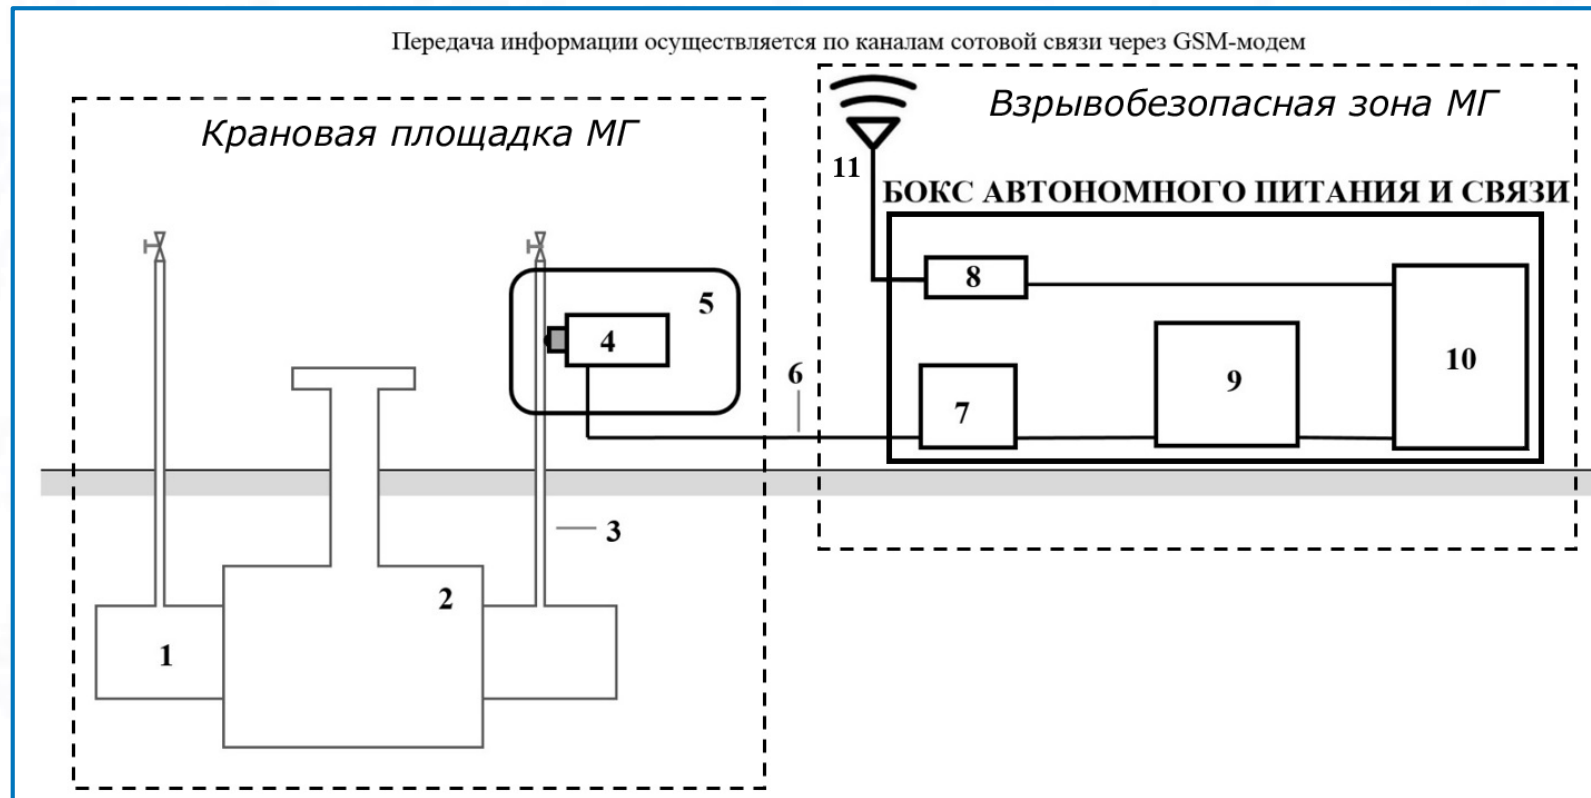 Передача информации осуществляется по каналам сотовой связи через GSM-модем
Крановая площадка МГ
Взрывобезопасная зона МГ
11
БОКС АВТОНОМНОГО ПИТАНИЯ И СВЯЗИ
8
5
4
10
6
9
7
3
2
1